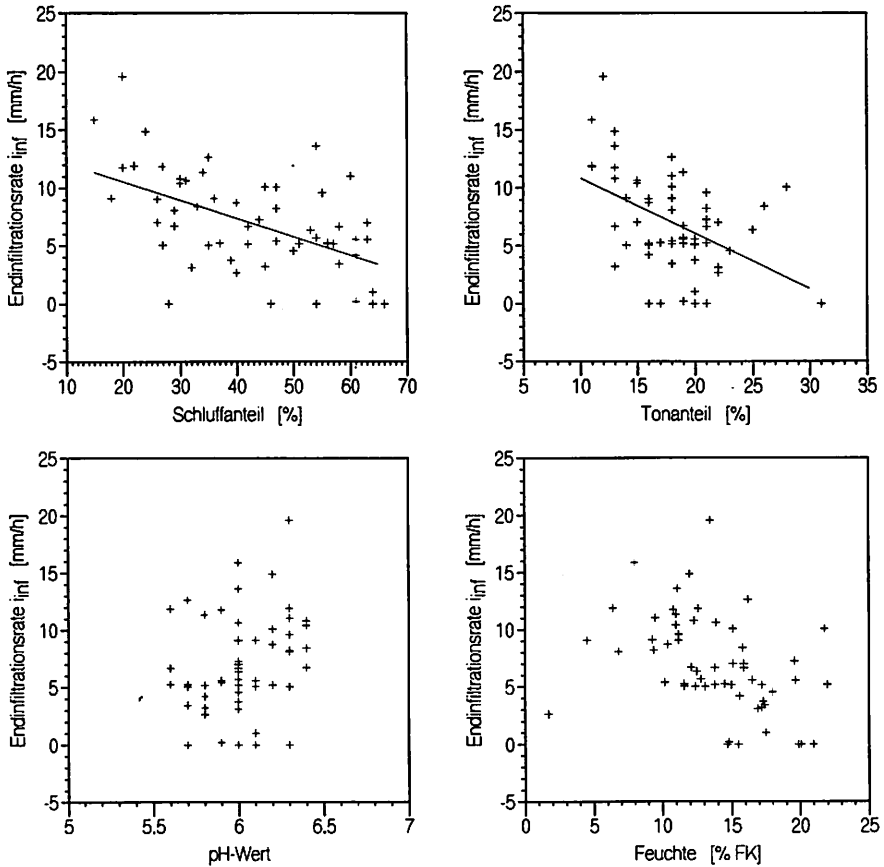 25
20
15
10
5
0
-5
Endinfiltrationsrate i_inf [mm/h]
10 20 30 40 50 60 70
Schluffanteil [%]
25
20
15
10
5
0
-5
Endinfiltrationsrate i_inf [mm/h]
5 10 15 20 25 30 35
Tonanteil [%]
25
20
15
10
5
0
-5
Endinfiltrationsrate i_inf [mm/h]
5 5.5 6 6.5 7
pH-Wert
25
20
15
10
5
0
-5
Endinfiltrationsrate i_inf [mm/h]
0 5 10 15 20 25
Feuchte [% FK]